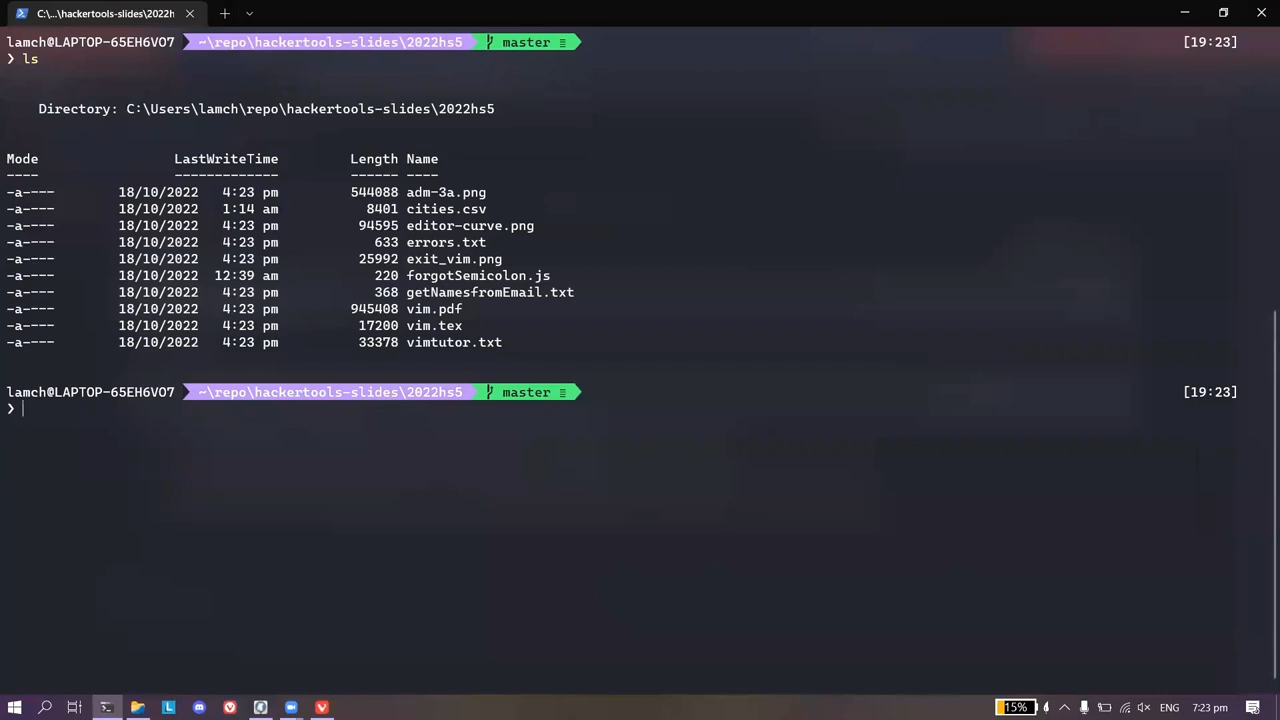 C:\...\hackertools-slides\2022h
lamch@LAPTOP-65EH6VO7 ~\repo\hackertools-slides\2022hs5 master ≡ [19:23]
❯ ls
Directory: C:\Users\lamch\repo\hackertools-slides\2022hs5
Mode LastWriteTime Length Name
---- ------------- ------ ----
-a---- 18/10/2022 4:23 pm 544088 adm-3a.png
-a---- 18/10/2022 1:14 am 8401 cities.csv
-a---- 18/10/2022 4:23 pm 94595 editor-curve.png
-a---- 18/10/2022 4:23 pm 633 errors.txt
-a---- 18/10/2022 4:23 pm 25992 exit_vim.png
-a---- 18/10/2022 12:39 am 220 forgotSemicolon.js
-a---- 18/10/2022 4:23 pm 368 getNamesfromEmail.txt
-a---- 18/10/2022 4:23 pm 945408 vim.pdf
-a---- 18/10/2022 4:23 pm 17200 vim.tex
-a---- 18/10/2022 4:23 pm 33378 vimtutor.txt
lamch@LAPTOP-65EH6VO7 ~\repo\hackertools-slides\2022hs5 master ≡ [19:23]
❯
15% ENG 7:23 pm